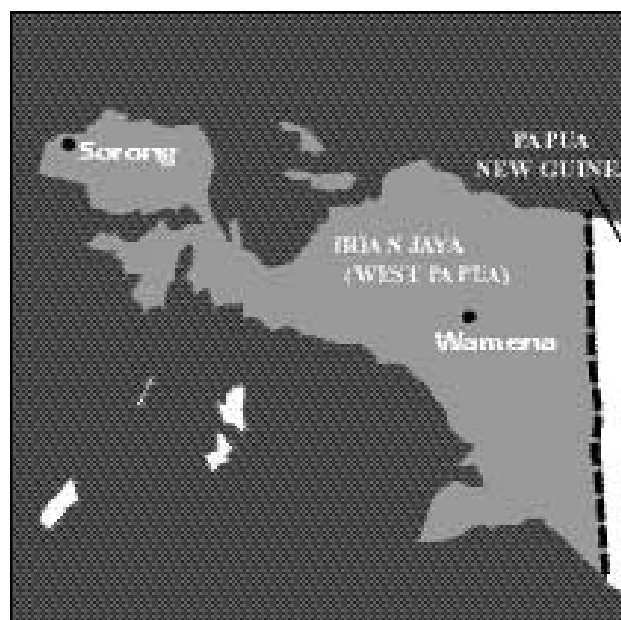 PAPUA
NEW GUINE
Sorong
IRIAN JAYA
(WEST PAPUA)
Wamena